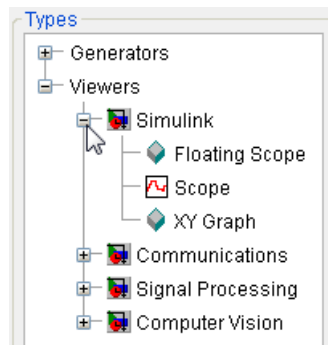 Types
Generators
Viewers
Simulink
Floating Scope
Scope
XY Graph
Communications
Signal Processing
Computer Vision